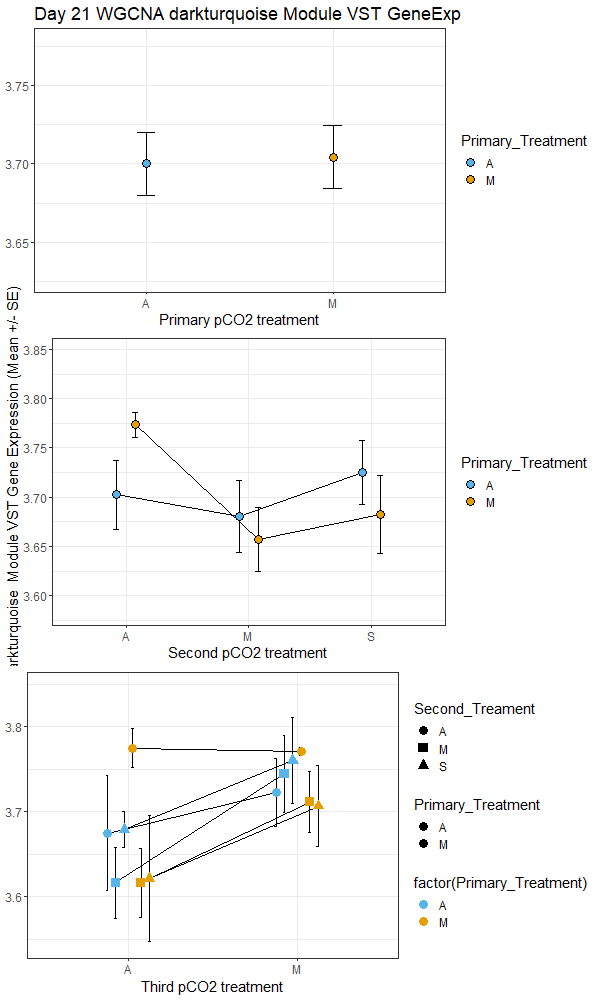 Day 21 WGCNA darkturquoise Module VST GeneExp
3.75
3.70
3.65
A
M
Primary pCO2 treatment
Primary_Treatment
A
M
Module VST Gene Expression (Mean +/- SE)
3.85
3.80
3.75
3.70
3.65
3.60
A
M
S
Second pCO2 treatment
Primary_Treatment
A
M
3.8
3.7
3.6
A
M
Third pCO2 treatment
Second_Treament
A
M
S
Primary_Treatment
A
M
factor(Primary_Treatment)
A
M